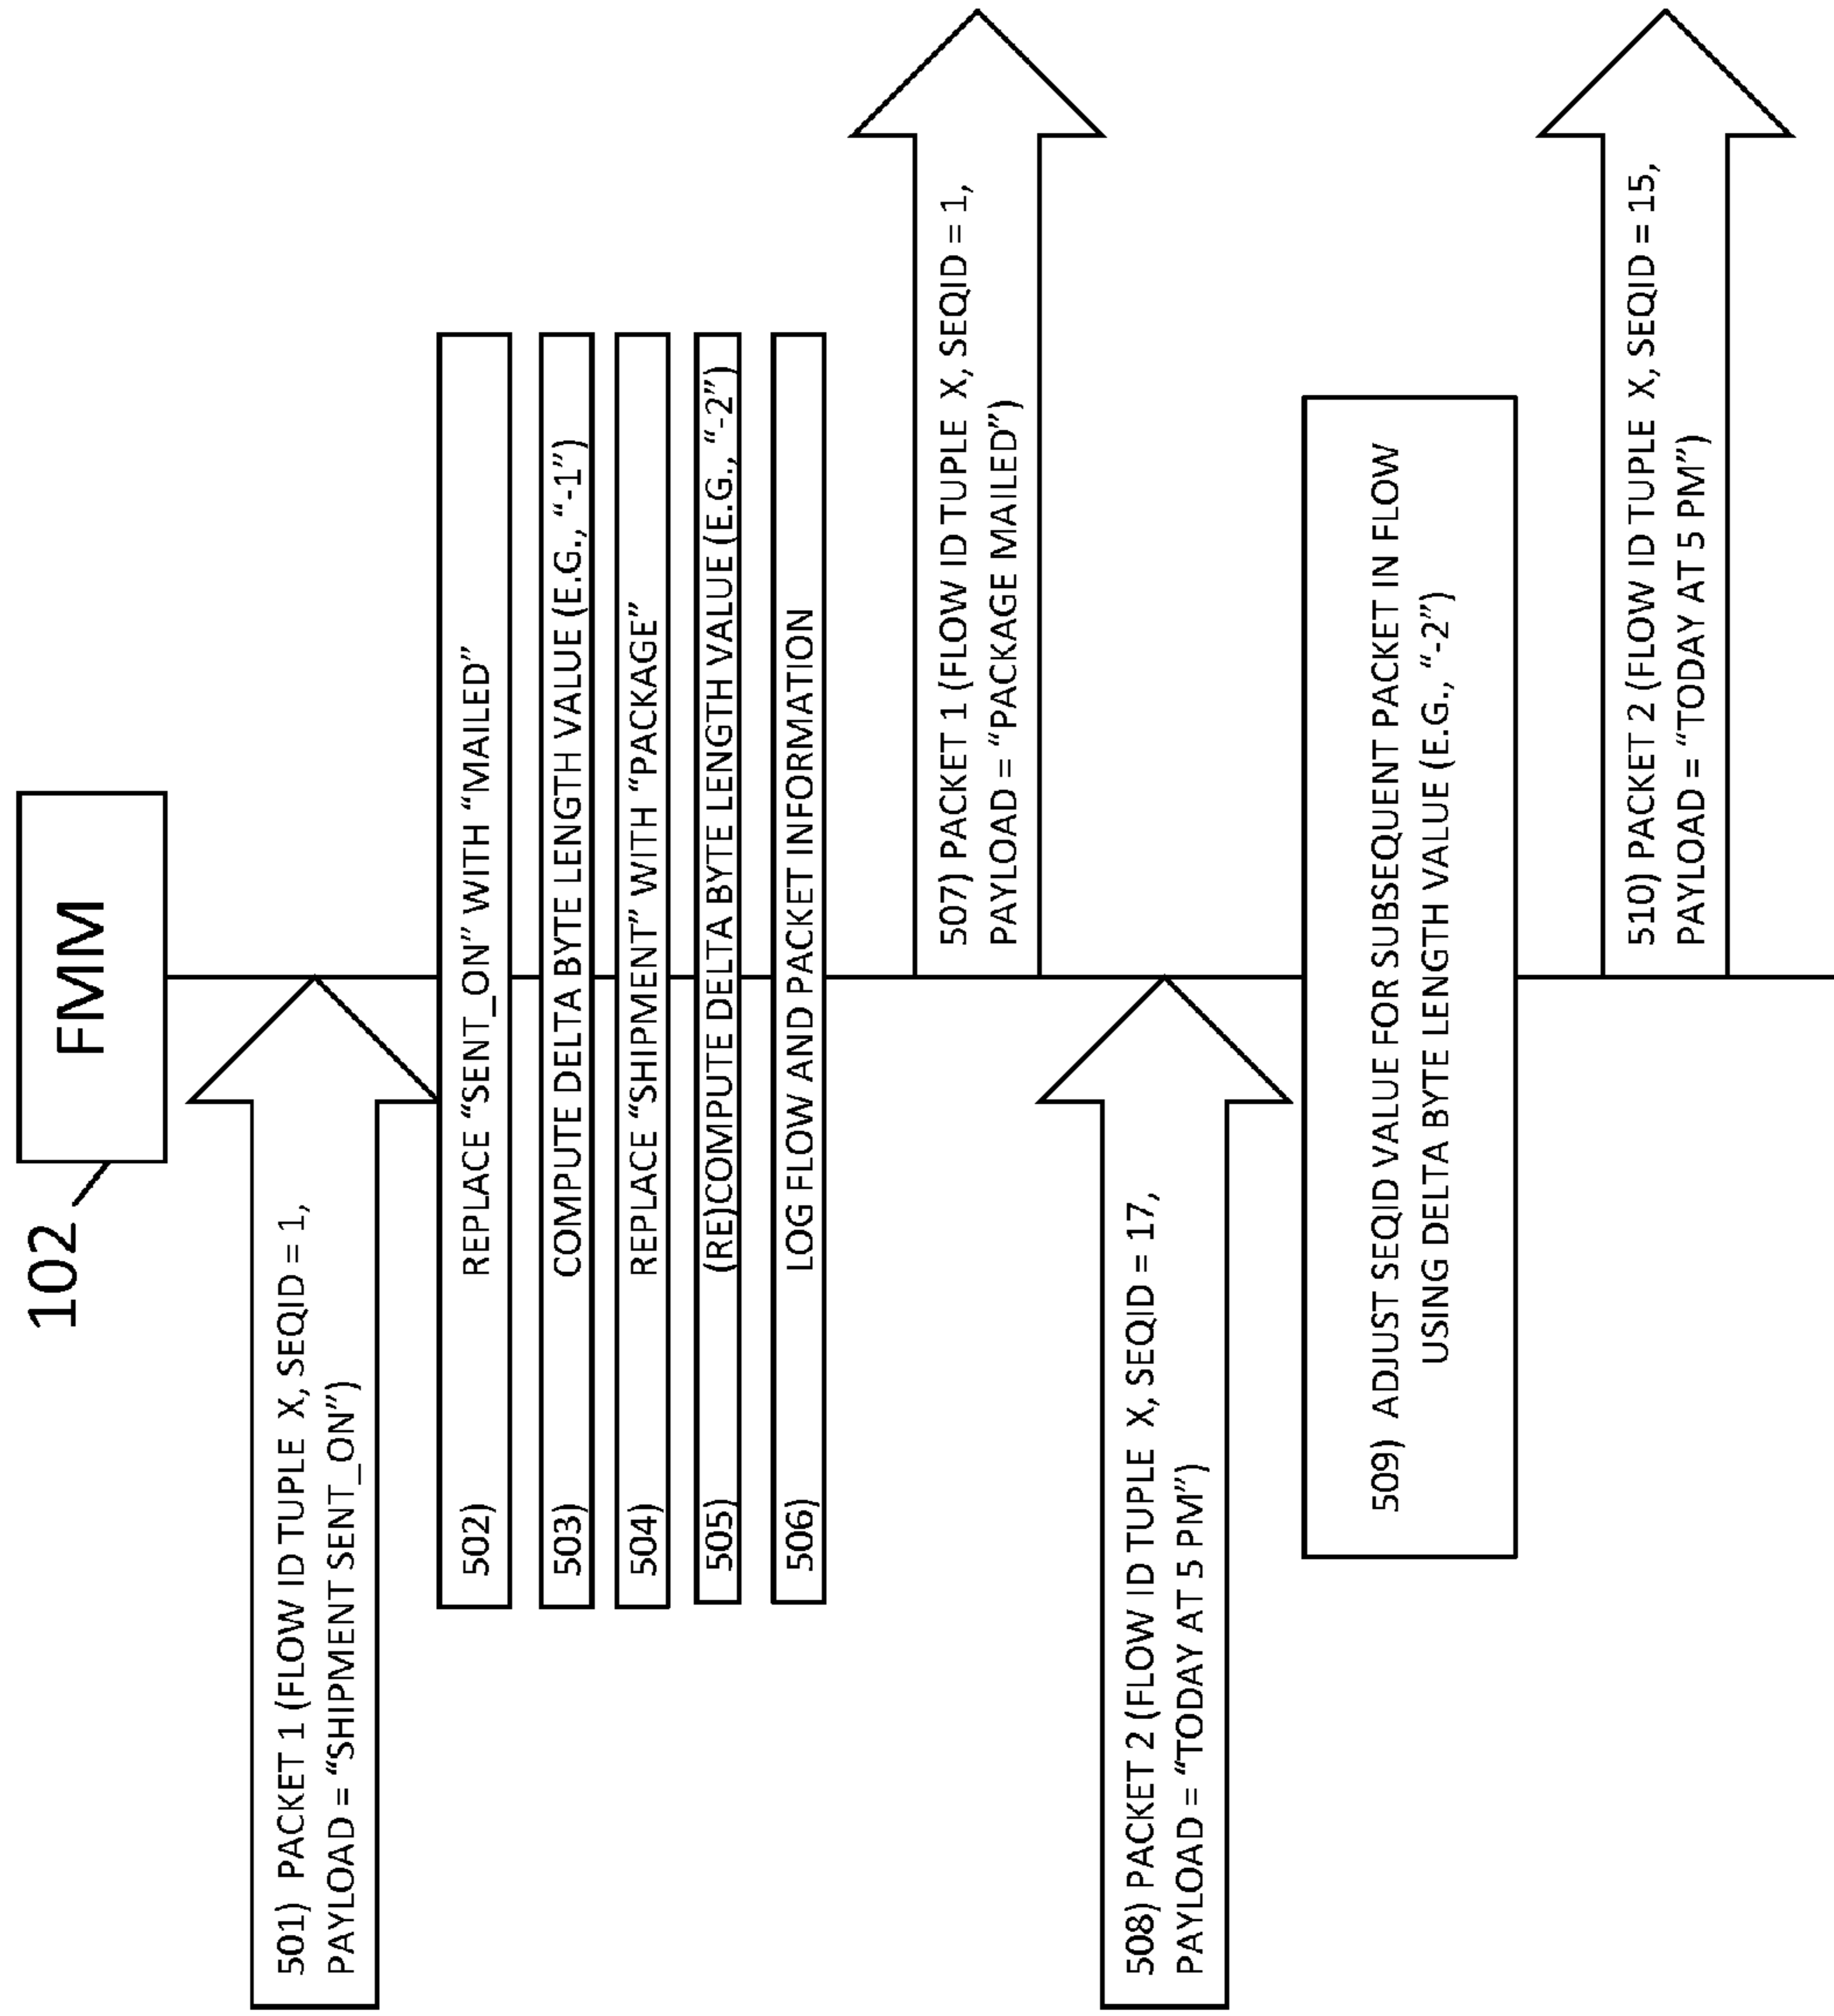 FMM
102
501) PACKET 1 (FLOW ID TUPLE X, SEQID = 1,
PAYLOAD = “SHIPMENT SENT_ON”)
502) REPLACE “SENT_ON” WITH “MAILED”
503) COMPUTE DELTA BYTE LENGTH VALUE (E.G., “-1”)
504) REPLACE “SHIPMENT” WITH “PACKAGE”
505) (RE)COMPUTE DELTA BYTE LENGTH VALUE (E.G., “-2”)
506) LOG FLOW AND PACKET INFORMATION
507) PACKET 1 (FLOW ID TUPLE X, SEQID = 1,
PAYLOAD = “PACKAGE MAILED”)
508) PACKET 2 (FLOW ID TUPLE X, SEQID = 17,
PAYLOAD = “TODAY AT 5 PM”)
509) ADJUST SEQID VALUE FOR SUBSEQUENT PACKET IN FLOW
USING DELTA BYTE LENGTH VALUE (E.G., “-2”)
510) PACKET 2 (FLOW ID TUPLE X, SEQID = 15,
PAYLOAD = “TODAY AT 5 PM”)